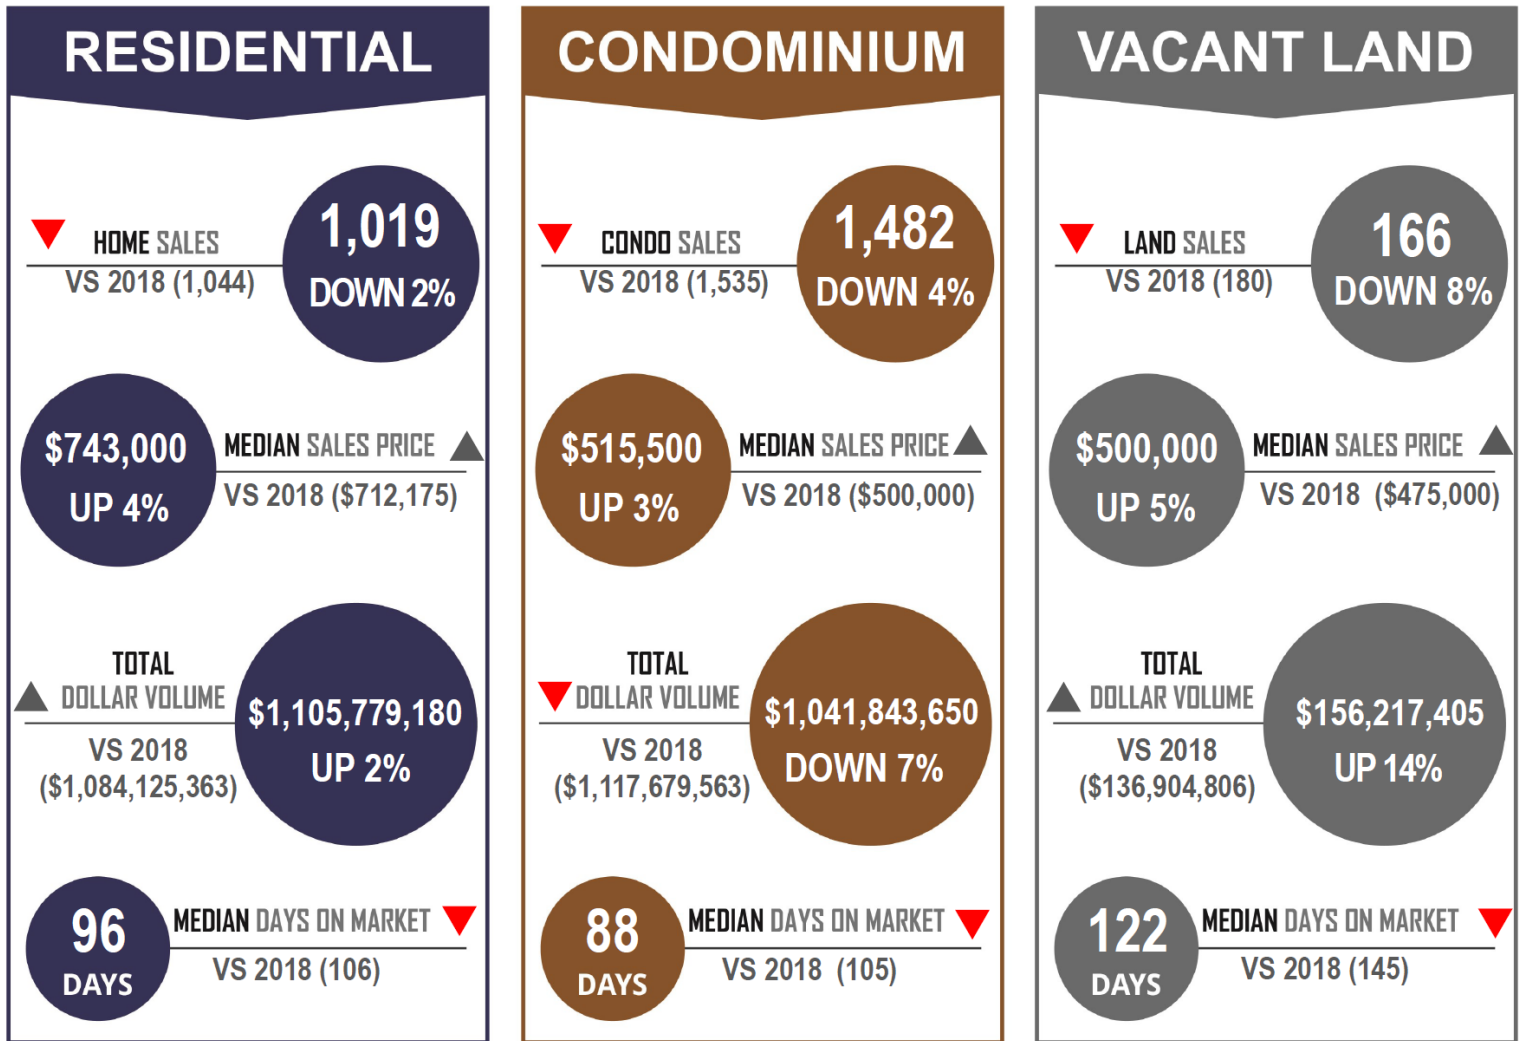 RESIDENTIAL
HOME SALES
VS 2018 (1,044)
1,019
DOWN 2%
$743,000
UP 4%
MEDIAN SALES PRICE
VS 2018 ($712,175)
TOTAL
DOLLAR VOLUME
VS 2018
($1,084,125,363)
$1,105,779,180
UP 2%
96
DAYS
MEDIAN DAYS ON MARKET
VS 2018 (106)
CONDOMINIUM
CONDO SALES
VS 2018 (1,535)
1,482
DOWN 4%
$515,500
UP 3%
MEDIAN SALES PRICE
VS 2018 ($500,000)
TOTAL
DOLLAR VOLUME
VS 2018
($1,117,679,563)
$1,041,843,650
DOWN 7%
88
DAYS
MEDIAN DAYS ON MARKET
VS 2018 (105)
VACANT LAND
LAND SALES
VS 2018 (180)
166
DOWN 8%
$500,000
UP 5%
MEDIAN SALES PRICE
VS 2018 ($475,000)
TOTAL
DOLLAR VOLUME
VS 2018
($136,904,806)
$156,217,405
UP 14%
122
DAYS
MEDIAN DAYS ON MARKET
VS 2018 (145)